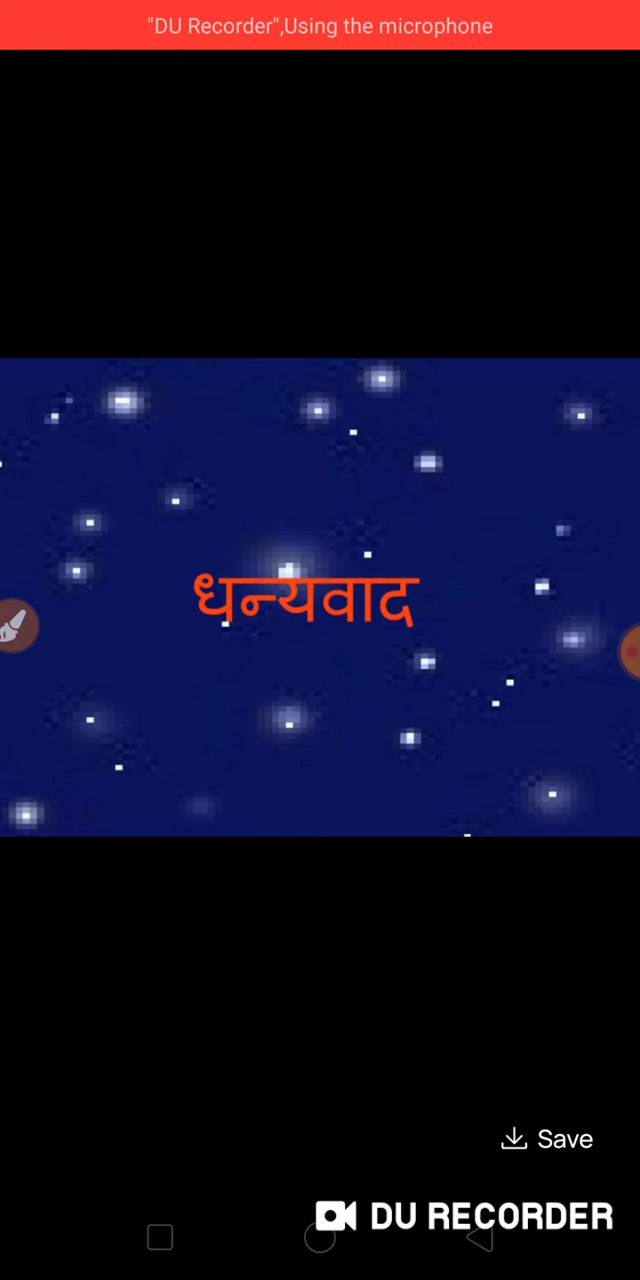 "DU Recorder",Using the microphone
धन्यवाद
Save
DU RECORDER